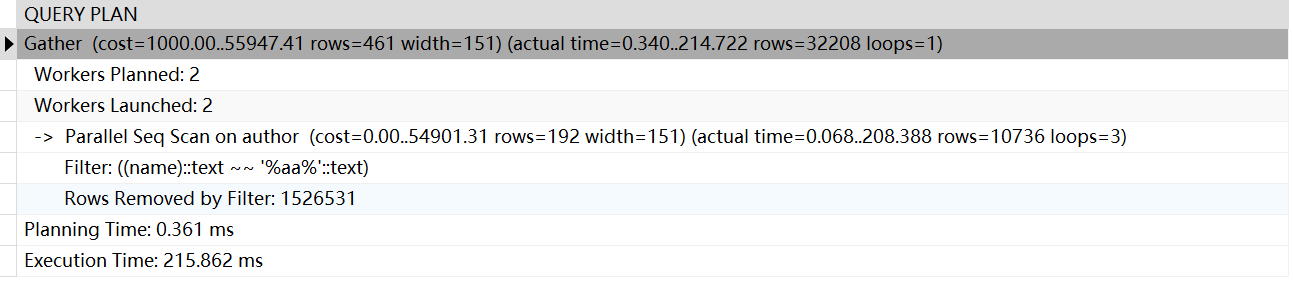 QUERY PLAN
Gather  (cost=1000.00..55947.41 rows=461 width=151) (actual time=0.340..214.722 rows=32208 loops=1)
Workers Planned: 2
Workers Launched: 2
->  Parallel Seq Scan on author  (cost=0.00..54901.31 rows=192 width=151) (actual time=0.068..208.388 rows=10736 loops=3)
Filter: ((name)::text ~~ '%aa%'::text)
Rows Removed by Filter: 1526531
Planning Time: 0.361 ms
Execution Time: 215.862 ms